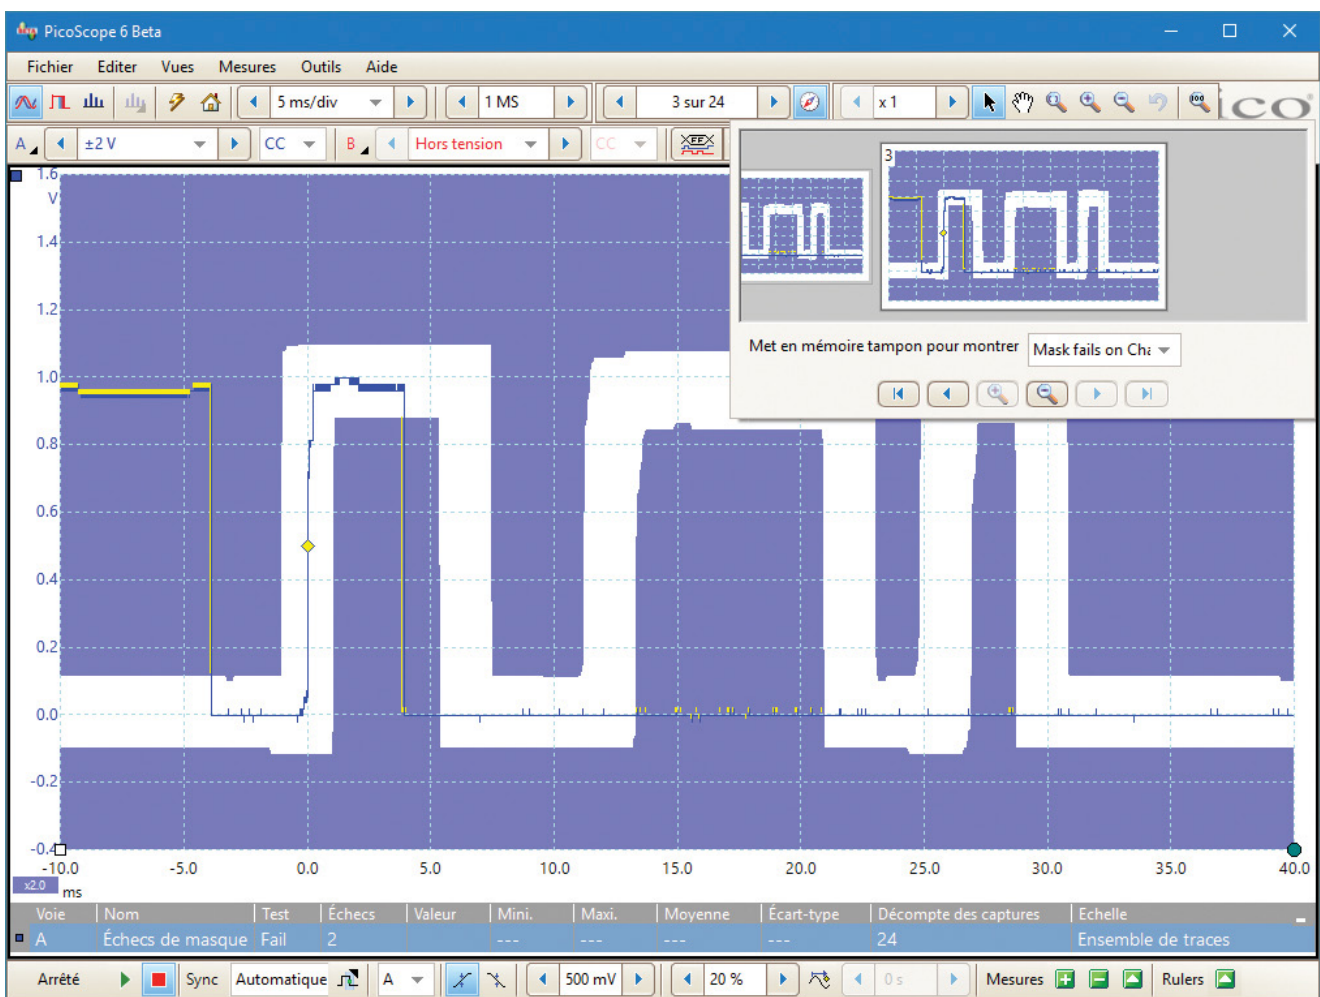 PicoScope 6 Beta
Fichier Editer Vues Mesures Outils Aide
5 ms/div 1 MS 3 sur 24 x 1 ico
A ±2 V CC B Hors tension CC
3
Met en mémoire tampon pour montrer Mask fails on Cha
1.6
V
1.4
1.2
1.0
0.8
0.6
0.4
0.2
0.0
-0.2
-0.4
-10.0 -5.0 0.0 5.0 10.0 15.0 20.0 25.0 30.0 35.0 40.0
x2.0 ms
Voie Nom Test Échecs Valeur Mini. Maxi. Moyenne Écart-type Décompte des captures Echelle
A Échecs de masque Fail 2 --- --- --- --- 24 Ensemble de traces
Arrêté Sync Automatique A 500 mV 20 % 0 s Mesures Rulers